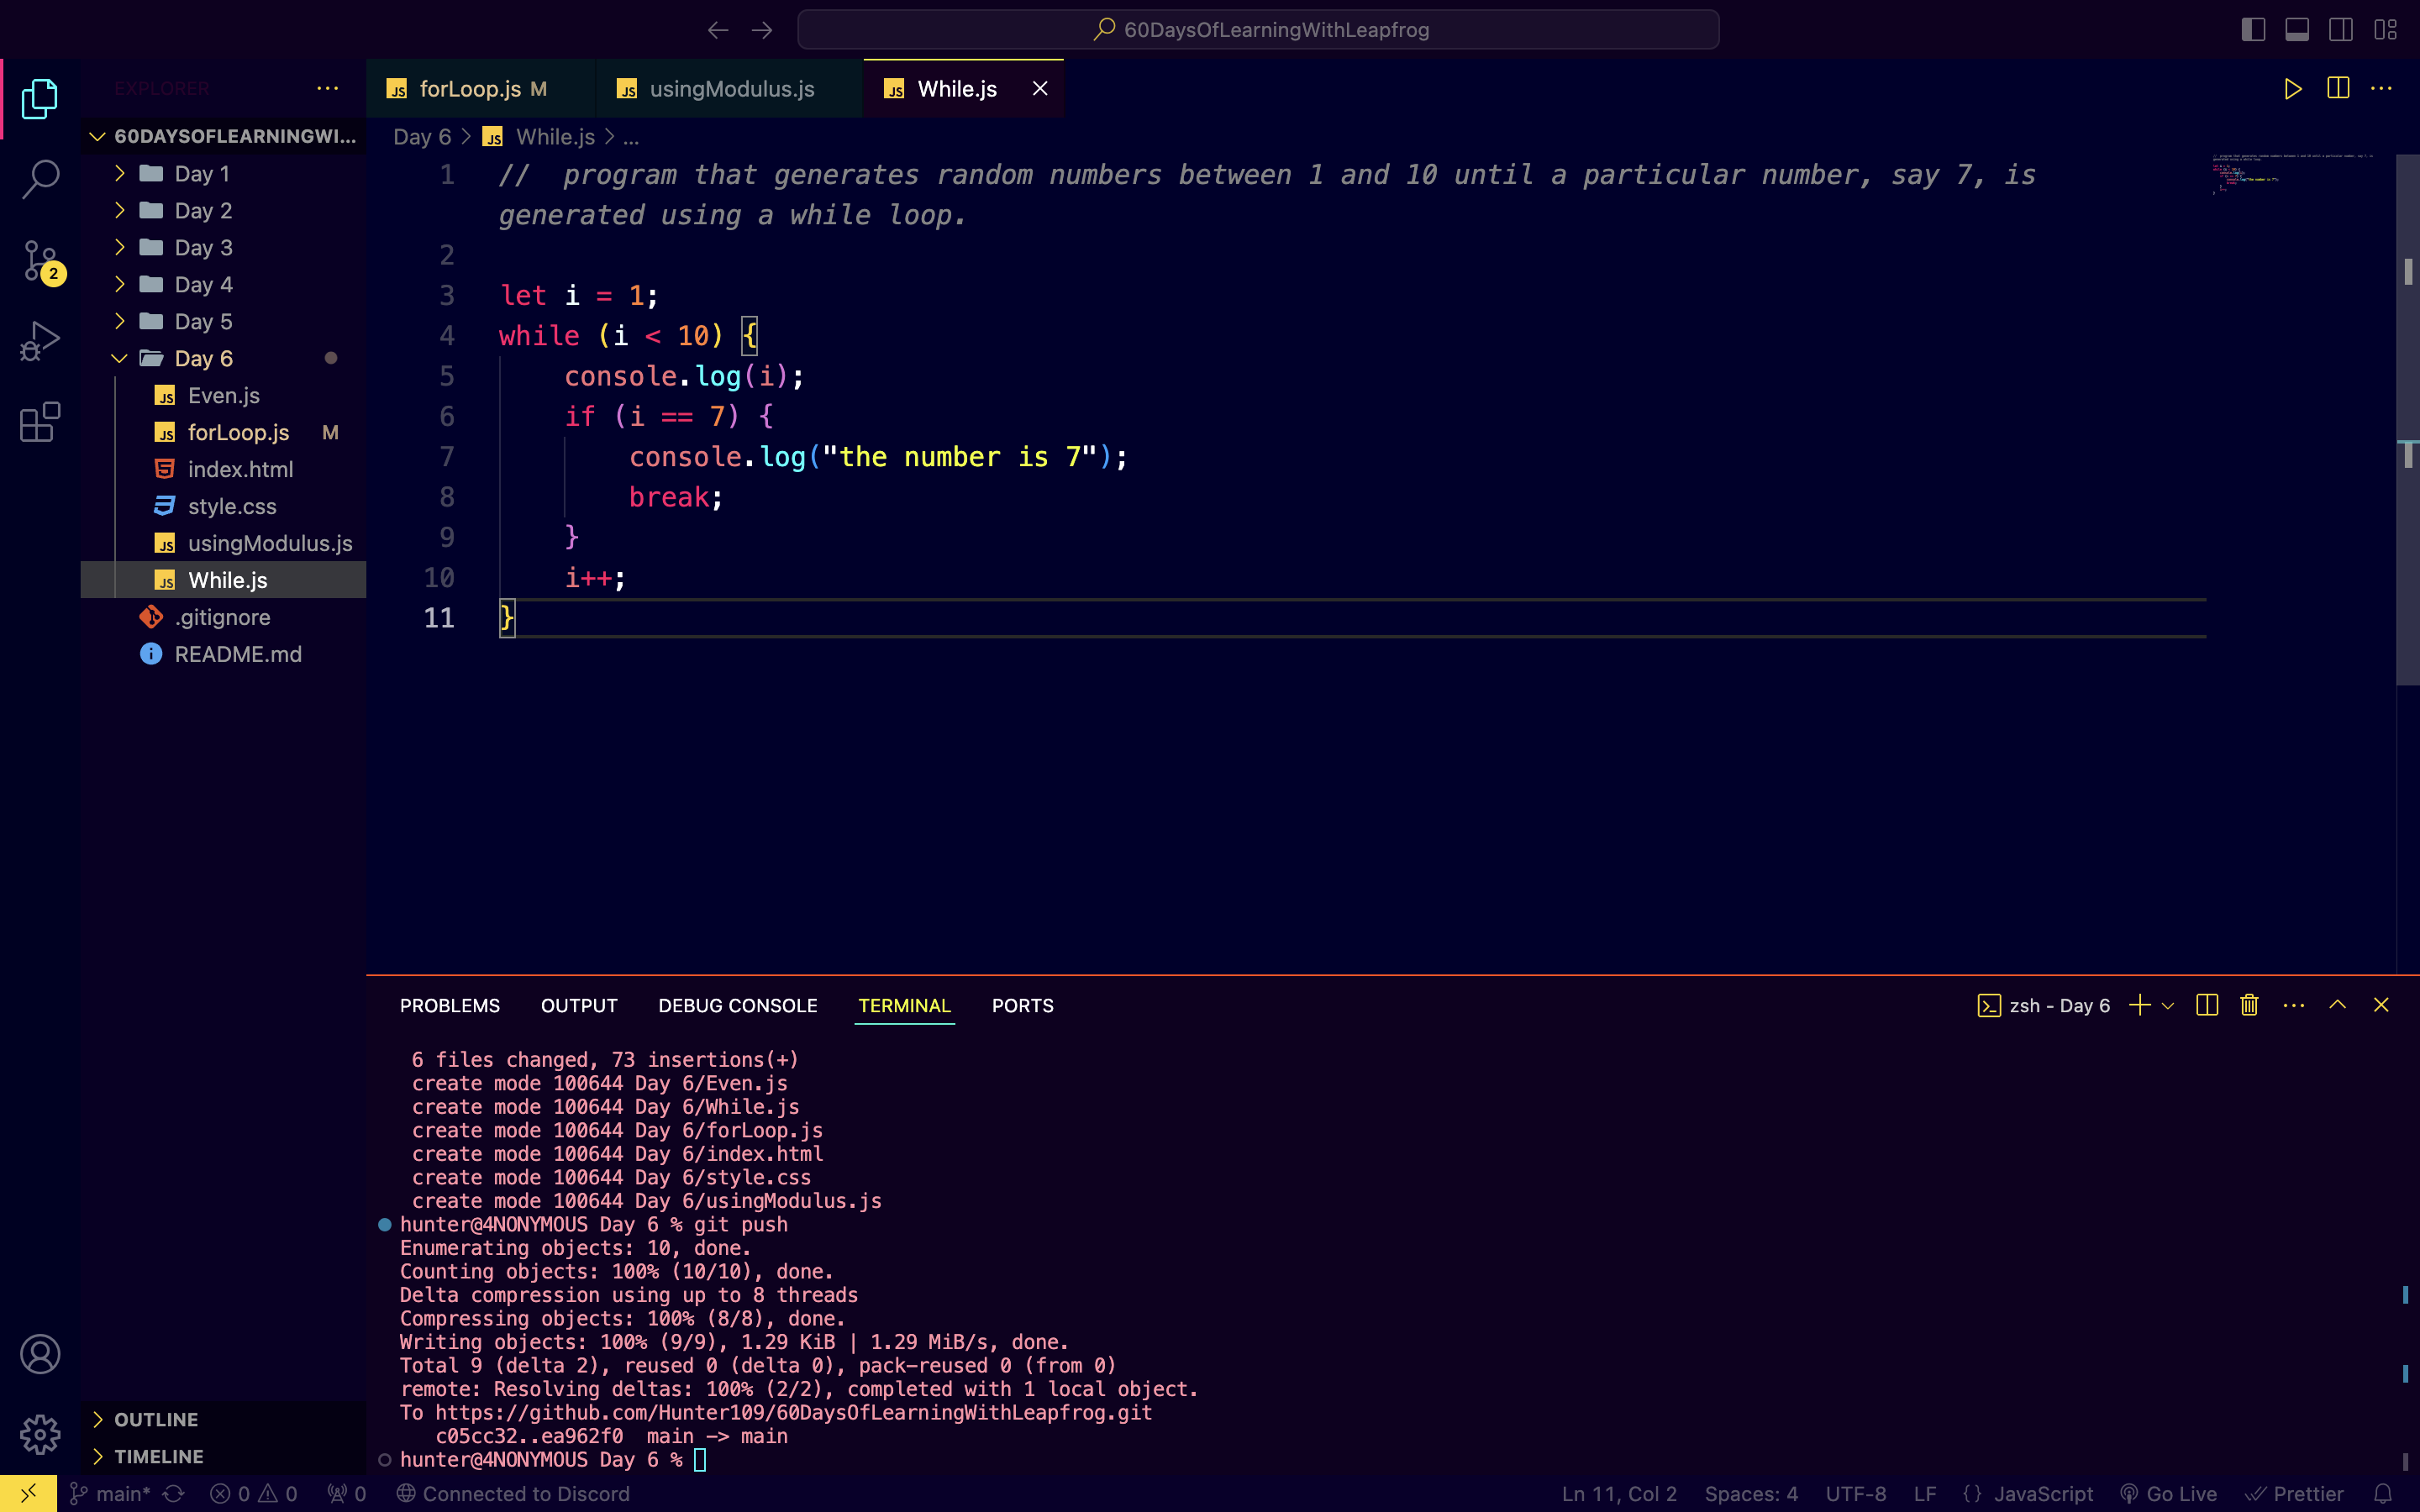 60DaysOfLearningWithLeapfrog
EXPLORER
forLoop.js M
usingModulus.js
While.js
60DAYSOFLEARNINGWI...
Day 6 > While.js > ...
Day 1
Day 2
Day 3
Day 4
Day 5
Day 6
Even.js
forLoop.js M
index.html
style.css
usingModulus.js
While.js
.gitignore
README.md
OUTLINE
TIMELINE
2
1 //  program that generates random numbers between 1 and 10 until a particular number, say 7, is
generated using a while loop.
2
3 let i = 1;
4 while (i < 10) {
5     console.log(i);
6     if (i == 7) {
7         console.log("the number is 7");
8         break;
9     }
10     i++;
11 }
PROBLEMS OUTPUT DEBUG CONSOLE TERMINAL PORTS
zsh - Day 6
6 files changed, 73 insertions(+)
create mode 100644 Day 6/Even.js
create mode 100644 Day 6/While.js
create mode 100644 Day 6/forLoop.js
create mode 100644 Day 6/index.html
create mode 100644 Day 6/style.css
create mode 100644 Day 6/usingModulus.js
hunter@4NONYMOUS Day 6 % git push
Enumerating objects: 10, done.
Counting objects: 100% (10/10), done.
Delta compression using up to 8 threads
Compressing objects: 100% (8/8), done.
Writing objects: 100% (9/9), 1.29 KiB | 1.29 MiB/s, done.
Total 9 (delta 2), reused 0 (delta 0), pack-reused 0 (from 0)
remote: Resolving deltas: 100% (2/2), completed with 1 local object.
To https://github.com/Hunter109/60DaysOfLearningWithLeapfrog.git
c05cc32..ea962f0  main -> main
hunter@4NONYMOUS Day 6 %
main* 0 0 0 Connected to Discord
Ln 11, Col 2 Spaces: 4 UTF-8 LF {} JavaScript Go Live Prettier